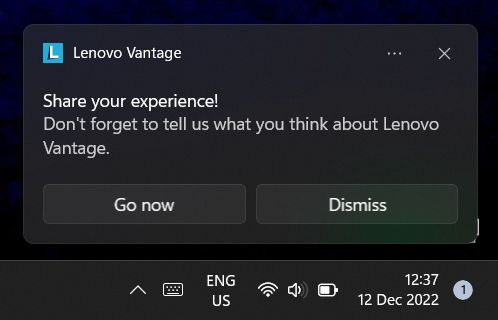 L Lenovo Vantage
Share your experience!
Don't forget to tell us what you think about Lenovo
Vantage.
Go now
Dismiss
ENG
US
12:37
12 Dec 2022
1